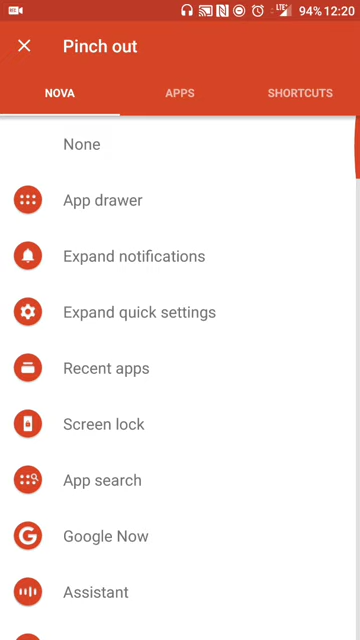 94% 12:20
Pinch out
NOVA APPS SHORTCUTS
None
App drawer
Expand notifications
Expand quick settings
Recent apps
Screen lock
App search
Google Now
Assistant